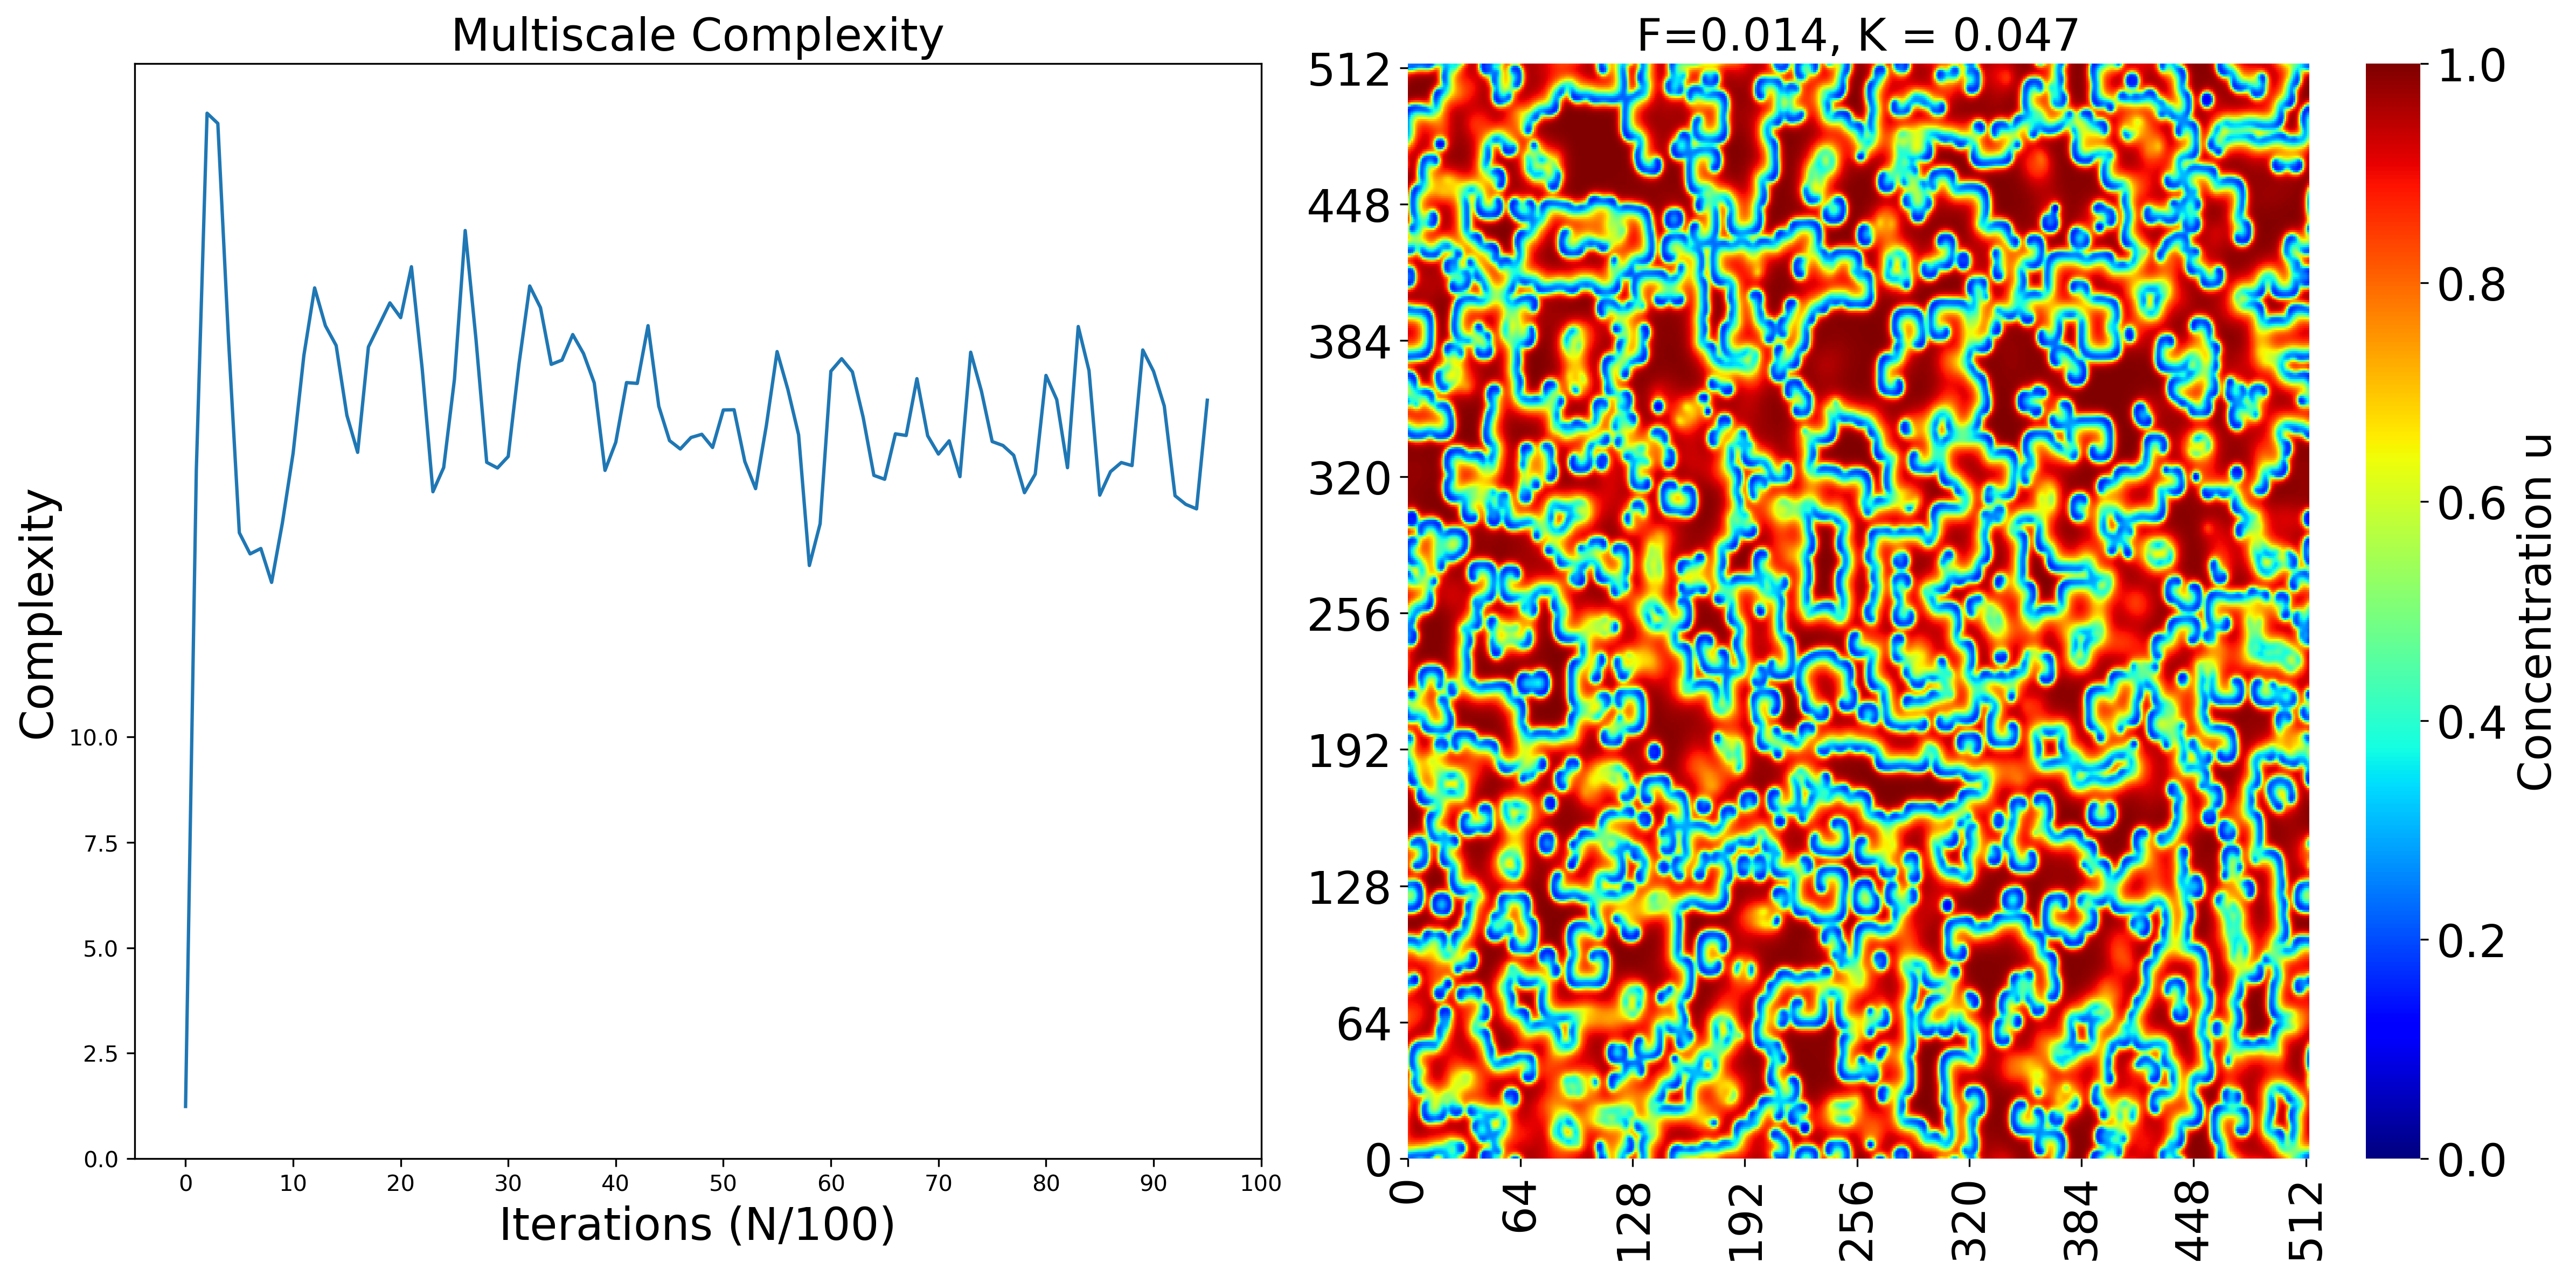 Multiscale Complexity
Complexity
10.0
7.5
5.0
2.5
0.0
0 10 20 30 40 50 60 70 80 90 100
Iterations (N/100)
F=0.014, K = 0.047
512
448
384
320
256
192
128
64
0
0 64 128 192 256 320 384 448 512
1.0
0.8
0.6
0.4
0.2
0.0
Concentration u